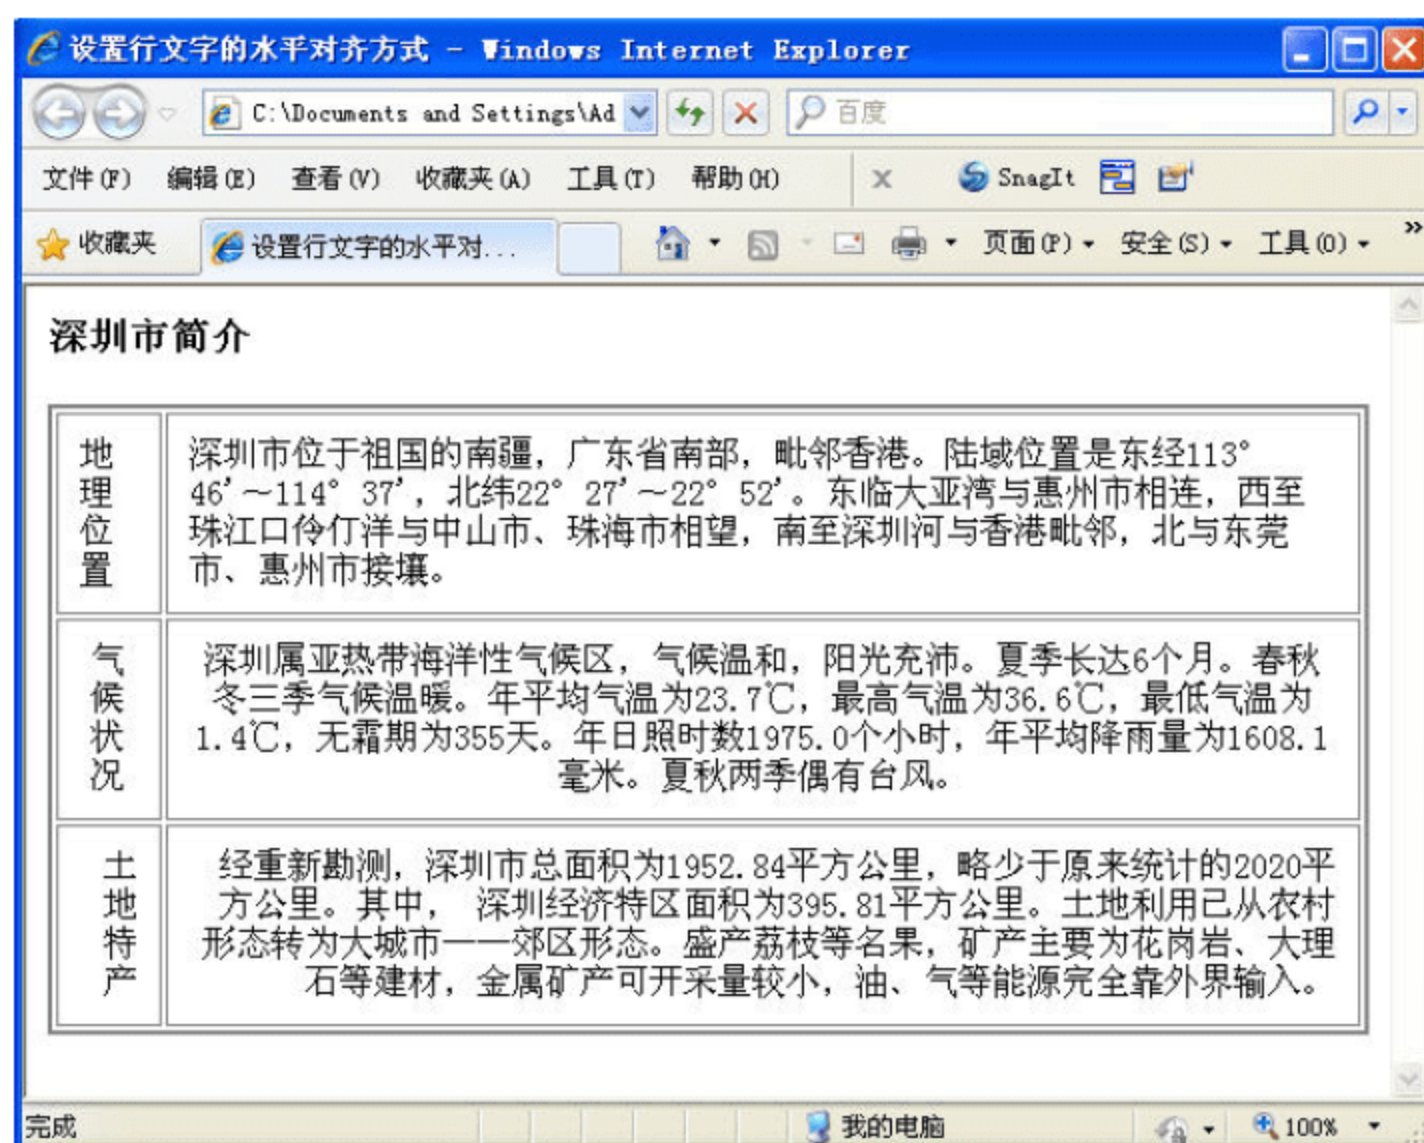 设置行文字的水平对齐方式 - Windows Internet Explorer
C:\Documents and Settings\Ad 百度
文件(F) 编辑(E) 查看(V) 收藏夹(A) 工具(T) 帮助(H) x SnagIt
收藏夹 设置行文字的水平对... 页面(P) 安全(S) 工具(O) »
深圳市简介
地
理
位
置
深圳市位于祖国的南疆，广东省南部，毗邻香港。陆域位置是东经113°
46′～114° 37′，北纬22° 27′～22° 52′。东临大亚湾与惠州市相连，西至
珠江口伶仃洋与中山市、珠海市相望，南至深圳河与香港毗邻，北与东莞
市、惠州市接壤。
气
候
状
况
深圳属亚热带海洋性气候区，气候温和，阳光充沛。夏季长达6个月。春秋
冬三季气候温暖。年平均气温为23.7℃，最高气温为36.6℃，最低气温为
1.4℃，无霜期为355天。年日照时数1975.0个小时，年平均降雨量为1608.1
毫米。夏秋两季偶有台风。
土
地
特
产
经重新勘测，深圳市总面积为1952.84平方公里，略少于原来统计的2020平
方公里。其中， 深圳经济特区面积为395.81平方公里。土地利用已从农村
形态转为大城市——郊区形态。盛产荔枝等名果，矿产主要为花岗岩、大理
石等建材，金属矿产可开采量较小，油、气等能源完全靠外界输入。
完成 我的电脑 100%